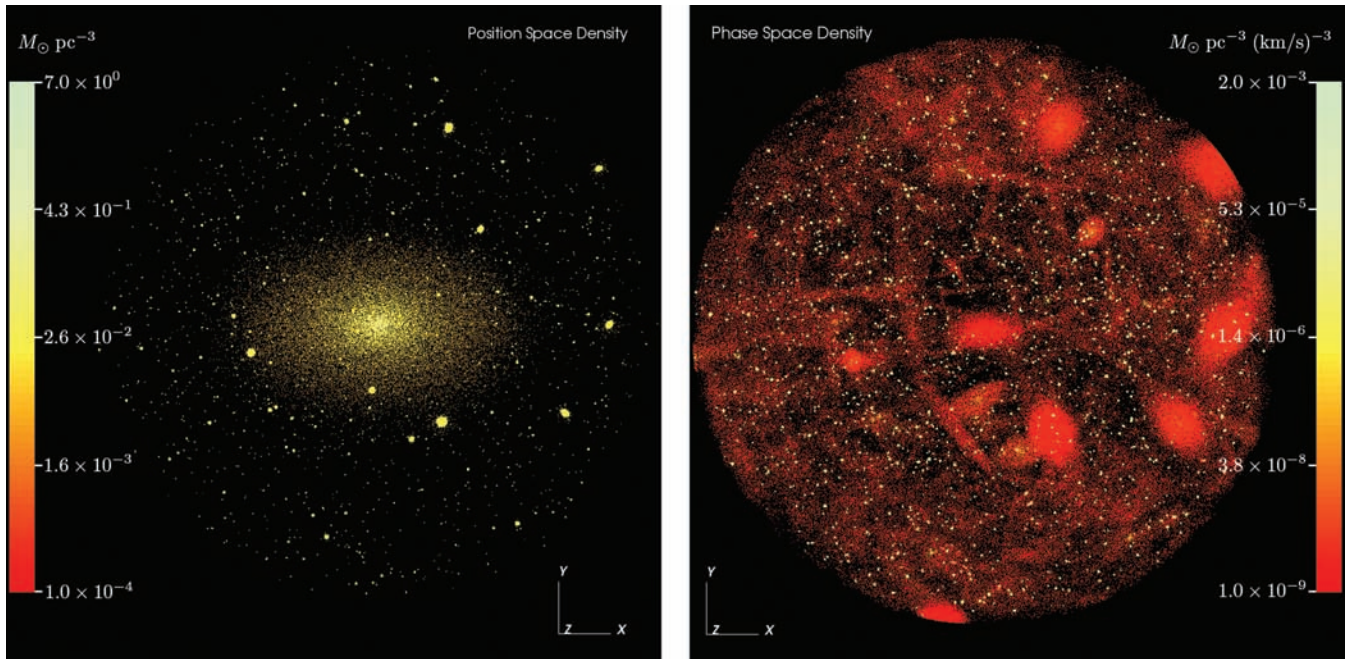 Position Space Density
M⊙ pc⁻³
7.0 × 10⁰
4.3 × 10⁻¹
2.6 × 10⁻²
1.6 × 10⁻³
1.0 × 10⁻⁴
Y
Z X
Phase Space Density
M⊙ pc⁻³ (km/s)⁻³
2.0 × 10⁻³
5.3 × 10⁻⁵
1.4 × 10⁻⁶
3.8 × 10⁻⁸
1.0 × 10⁻⁹
Y
Z X